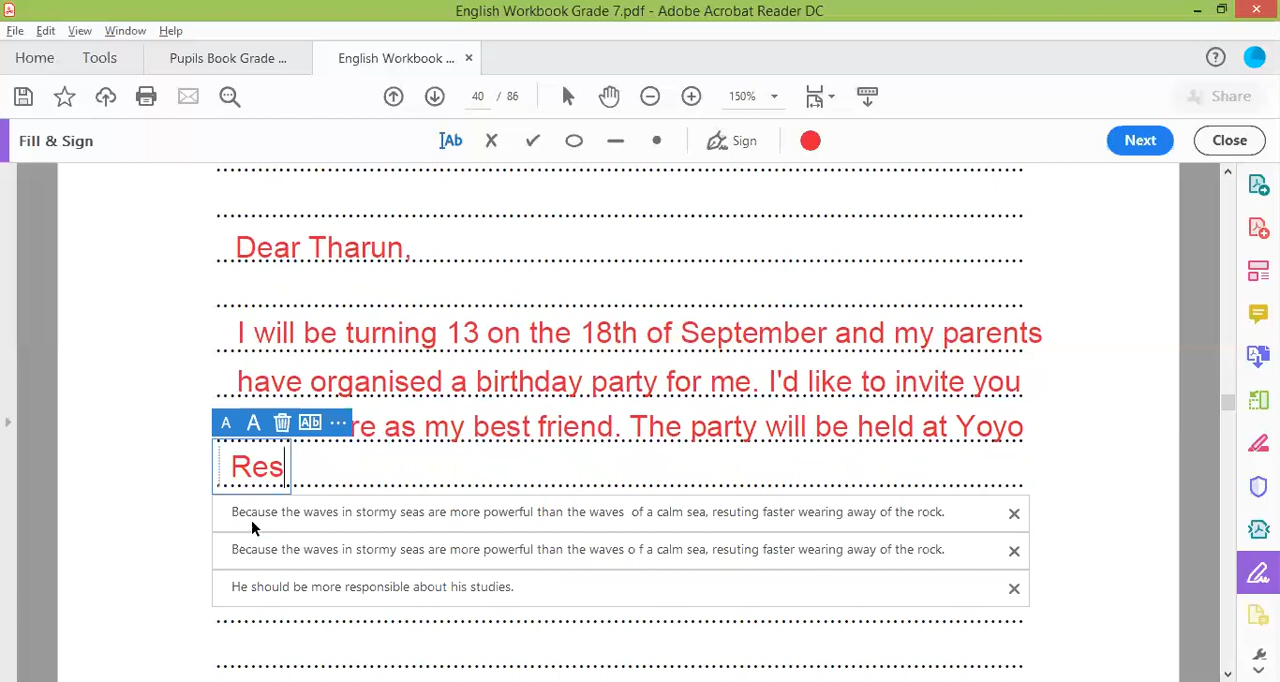 English Workbook Grade 7.pdf - Adobe Acrobat Reader DC
File Edit View Window Help
Home Tools Pupils Book Grade ... English Workbook ... ×
40 / 86 150% Share
Fill & Sign Ab Sign Next Close
Dear Tharun,
I will be turning 13 on the 18th of September and my parents
have organised a birthday party for me. I'd like to invite you
A A Ab ... re as my best friend. The party will be held at Yoyo
Res
Because the waves in stormy seas are more powerful than the waves of a calm sea, resuting faster wearing away of the rock.
Because the waves in stormy seas are more powerful than the waves o f a calm sea, resuting faster wearing away of the rock.
He should be more responsible about his studies.